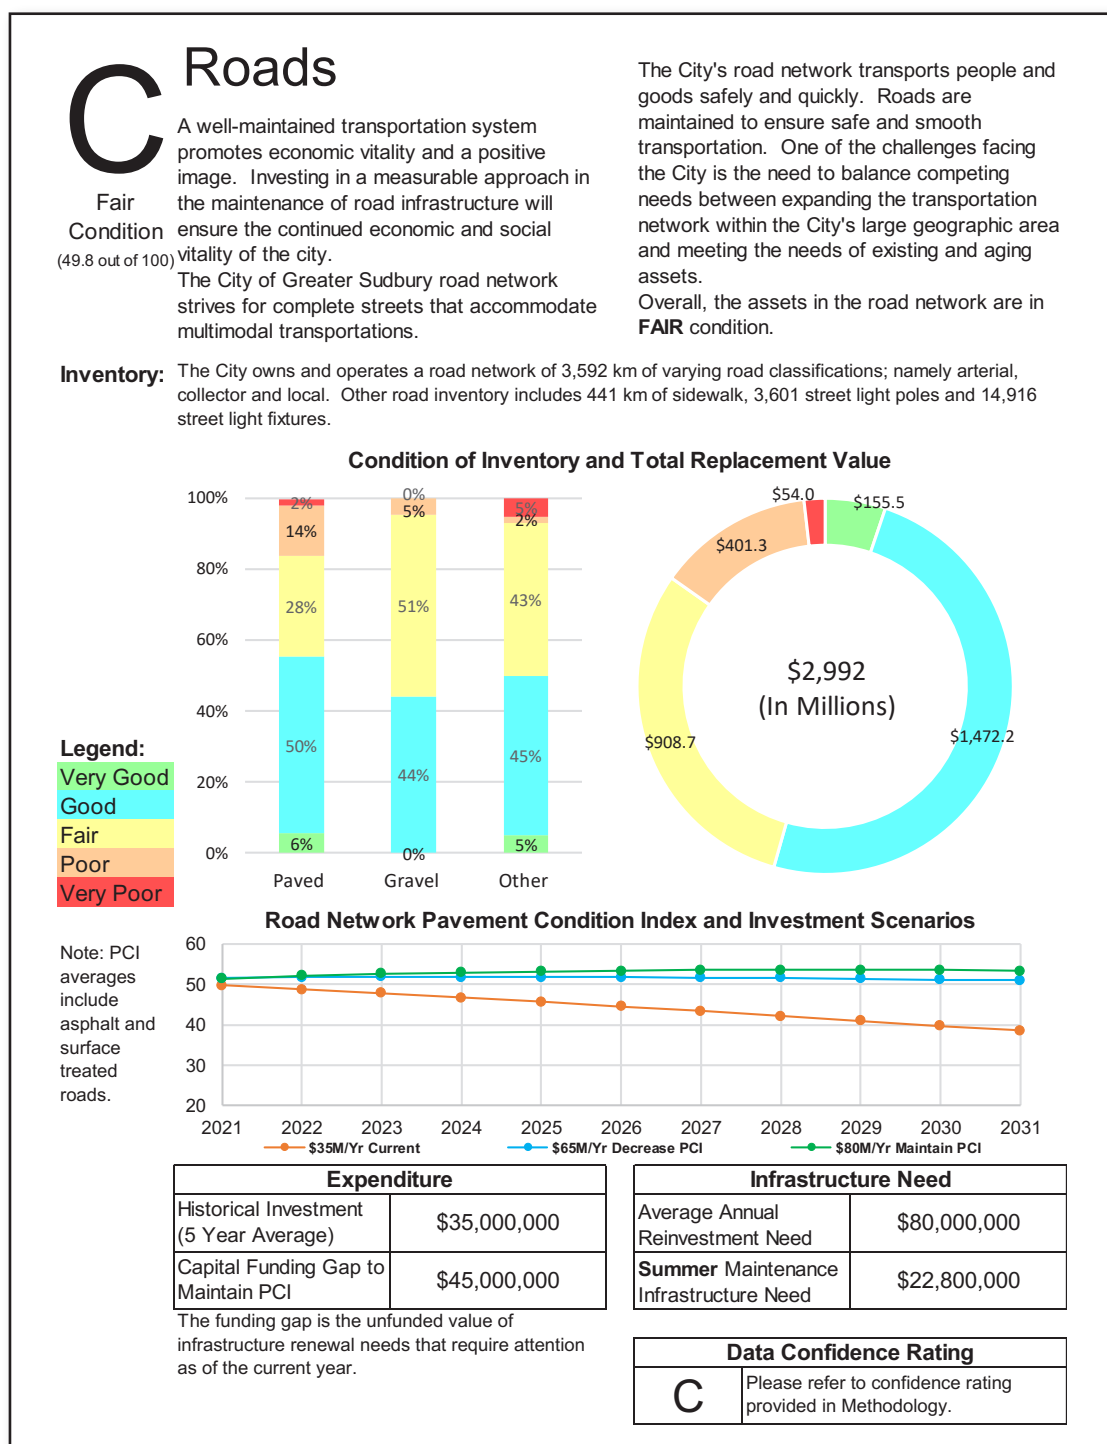 C
Fair
Condition
(49.8 out of 100)
Roads
A well-maintained transportation system
promotes economic vitality and a positive
image.  Investing in a measurable approach in
the maintenance of road infrastructure will
ensure the continued economic and social
vitality of the city.
The City of Greater Sudbury road network
strives for complete streets that accommodate
multimodal transportations.
The City's road network transports people and
goods safely and quickly.  Roads are
maintained to ensure safe and smooth
transportation.  One of the challenges facing
the City is the need to balance competing
needs between expanding the transportation
network within the City's large geographic area
and meeting the needs of existing and aging
assets.
Overall, the assets in the road network are in
FAIR condition.
Inventory:
The City owns and operates a road network of 3,592 km of varying road classifications; namely arterial,
collector and local.  Other road inventory includes 441 km of sidewalk, 3,601 street light poles and 14,916
street light fixtures.
Condition of Inventory and Total Replacement Value
100%
80%
60%
40%
20%
0%
2%
14%
28%
50%
6%
0%
5%
51%
44%
0%
5%
2%
43%
45%
5%
Paved
Gravel
Other
$54.0
$155.5
$401.3
$2,992
(In Millions)
$908.7
$1,472.2
Legend:
Very Good
Good
Fair
Poor
Very Poor
Road Network Pavement Condition Index and Investment Scenarios
Note: PCI
averages
include
asphalt and
surface
treated
roads.
60
50
40
30
20
2021 2022 2023 2024 2025 2026 2027 2028 2029 2030 2031
$35M/Yr Current
$65M/Yr Decrease PCI
$80M/Yr Maintain PCI
Expenditure
Historical Investment
(5 Year Average)
$35,000,000
Capital Funding Gap to
Maintain PCI
$45,000,000
The funding gap is the unfunded value of
infrastructure renewal needs that require attention
as of the current year.
Infrastructure Need
Average Annual
Reinvestment Need
$80,000,000
Summer Maintenance
Infrastructure Need
$22,800,000
Data Confidence Rating
C
Please refer to confidence rating
provided in Methodology.